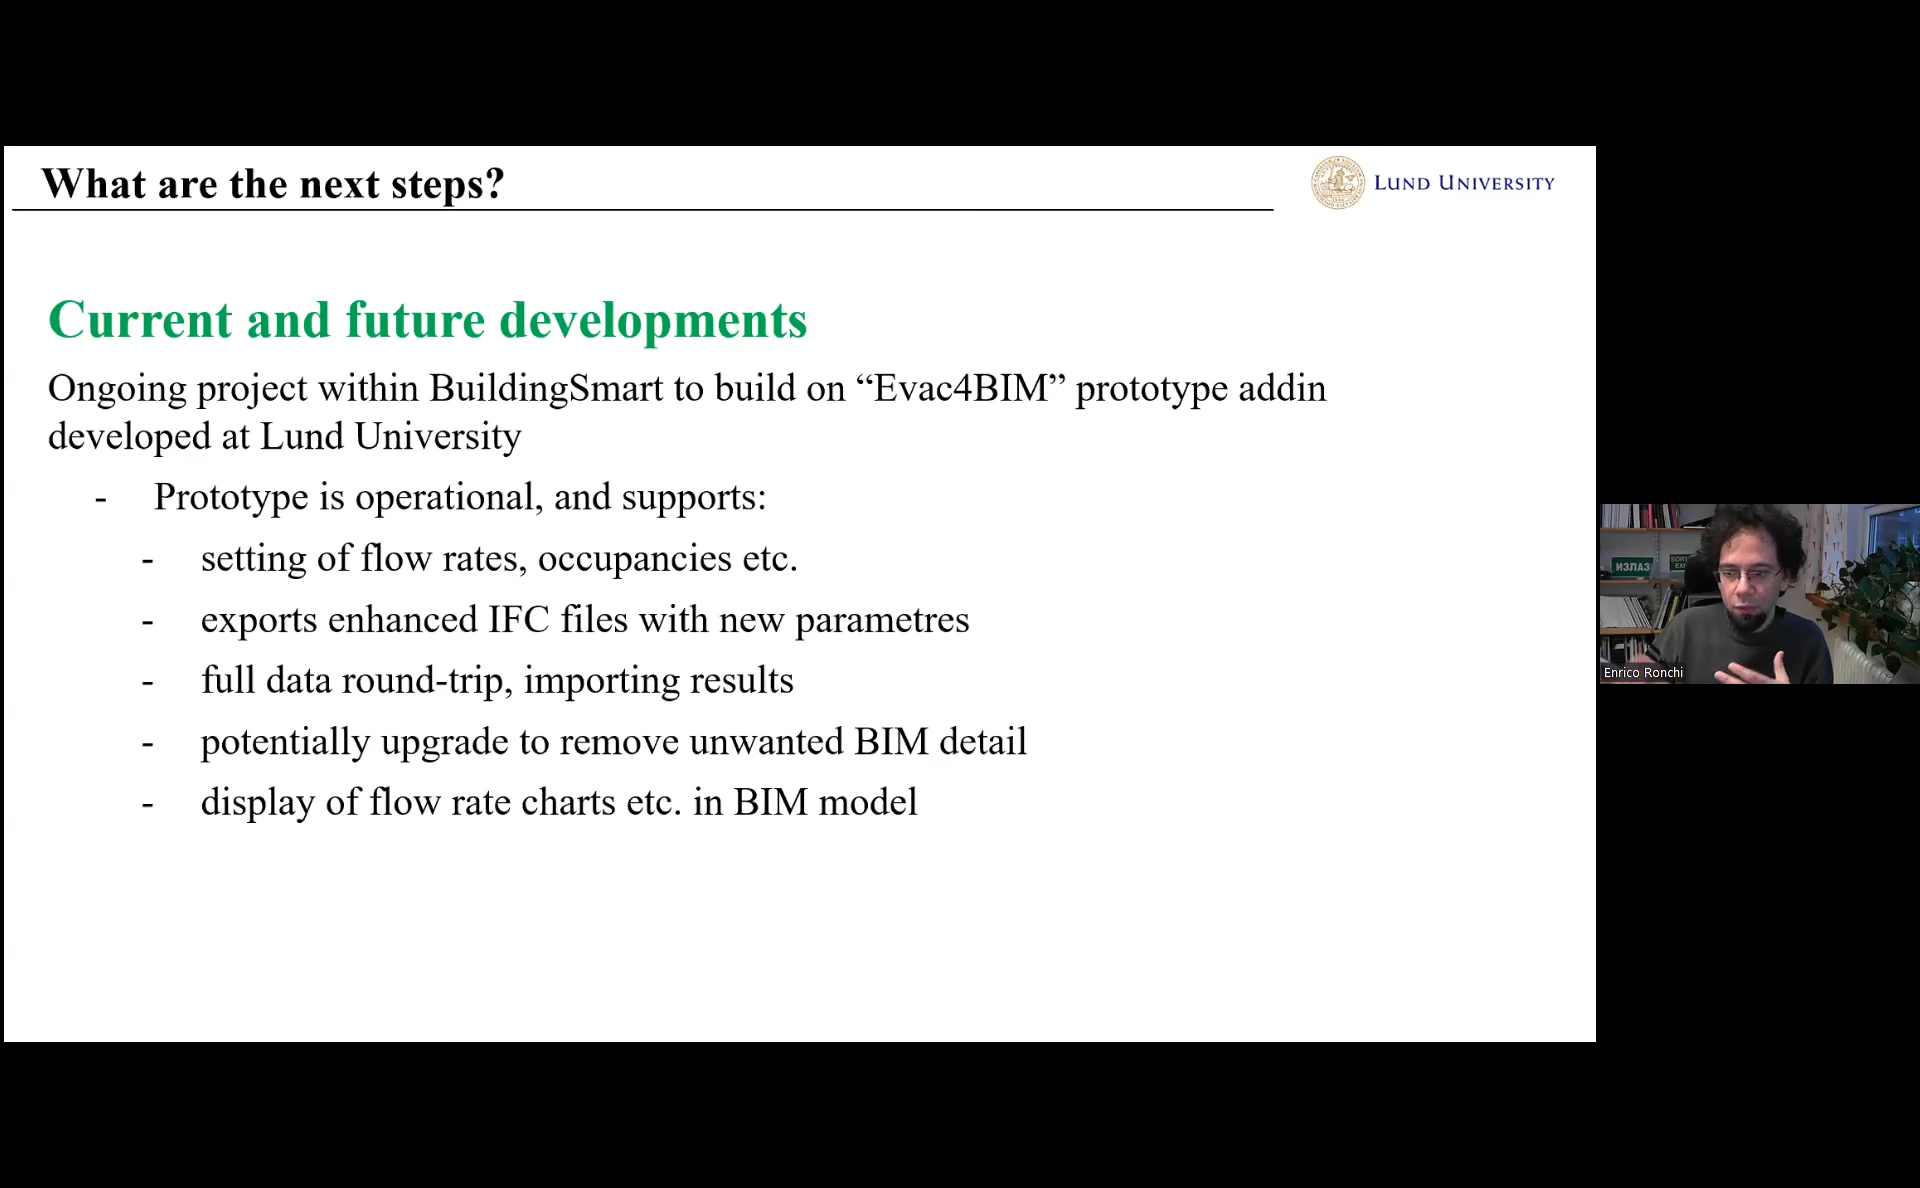 What are the next steps?
LUND UNIVERSITY
Current and future developments
Ongoing project within BuildingSmart to build on “Evac4BIM” prototype addin
developed at Lund University
- Prototype is operational, and supports:
- setting of flow rates, occupancies etc.
- exports enhanced IFC files with new parametres
- full data round-trip, importing results
- potentially upgrade to remove unwanted BIM detail
- display of flow rate charts etc. in BIM model
ИЗЛАЗ
Enrico Ronchi